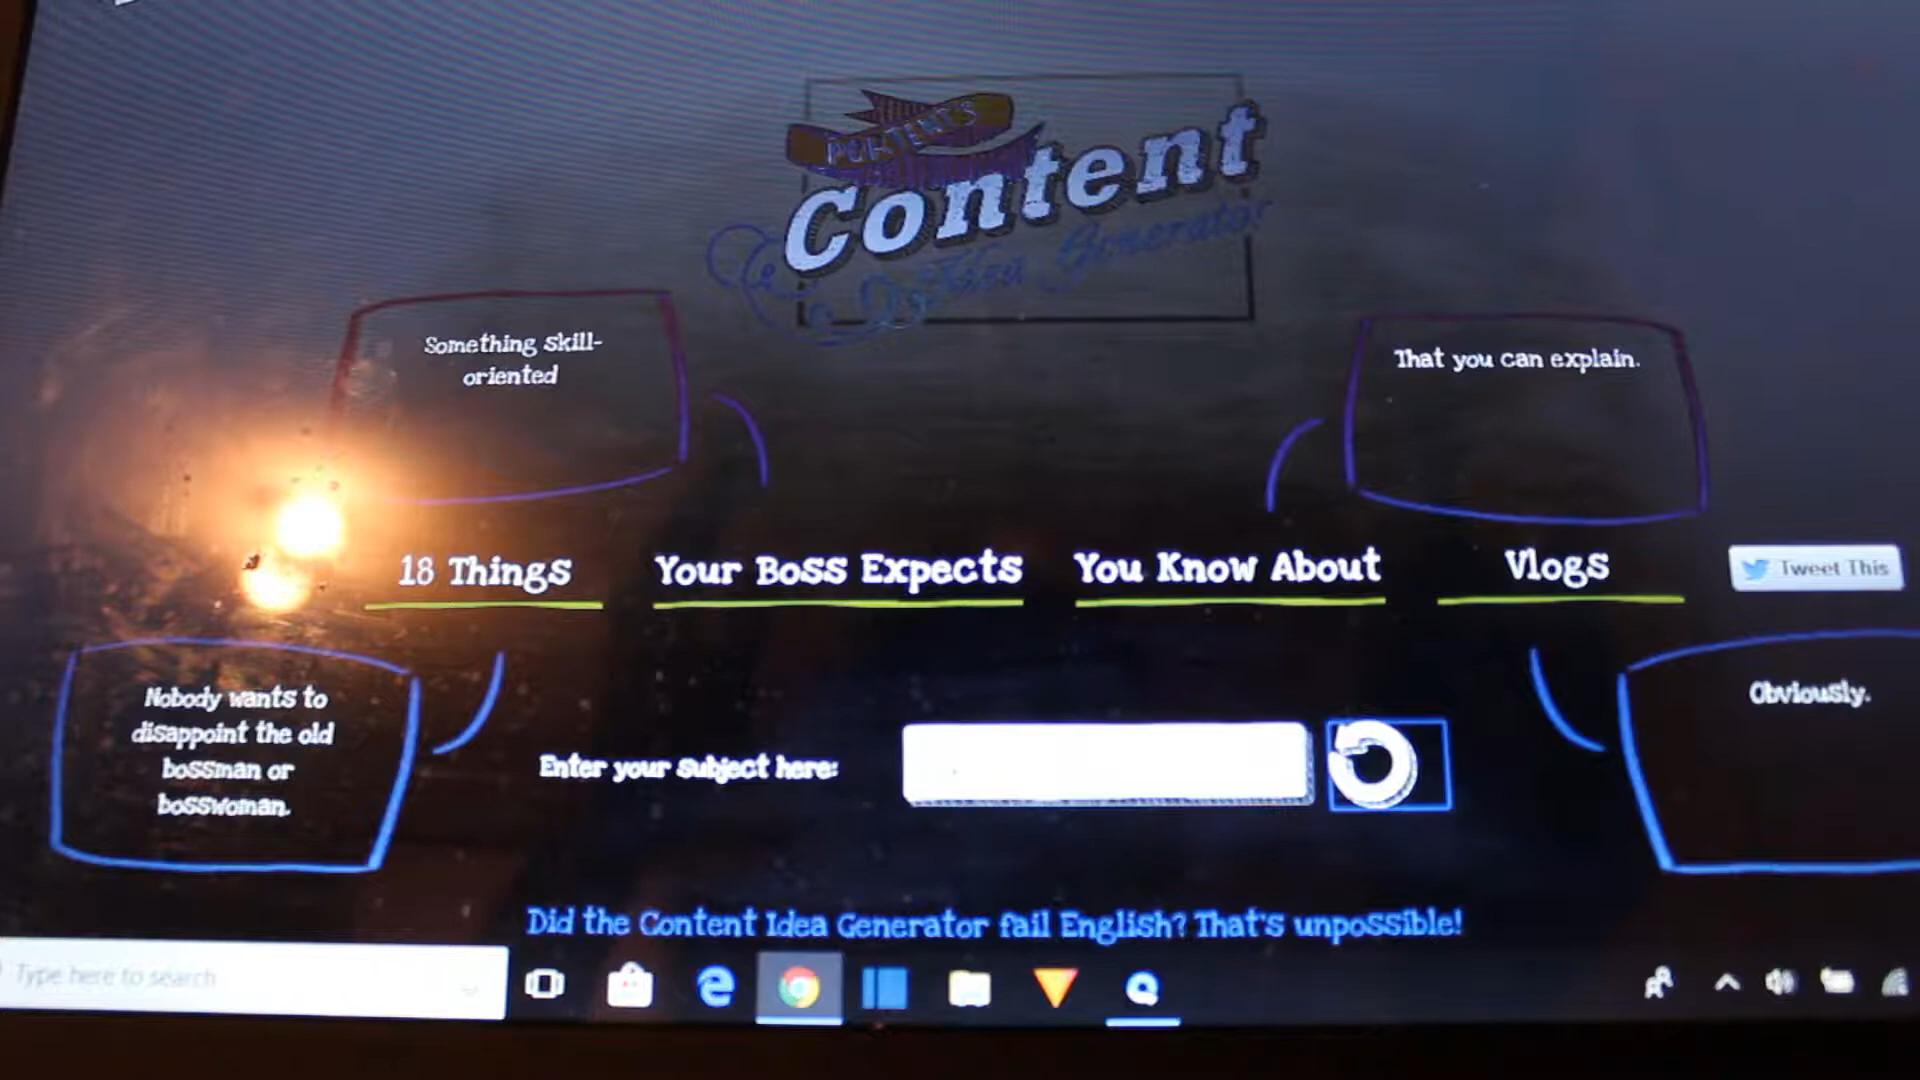 PORTENT'S
Content
Idea Generator
Something skill-
oriented
That you can explain.
18 Things
Your Boss Expects
You Know About
Vlogs
Tweet This
Nobody wants to
disappoint the old
bossman or
bosswoman.
Obviously.
Enter your subject here:
Did the Content Idea Generator fail English? That's unpossible!
Type here to search